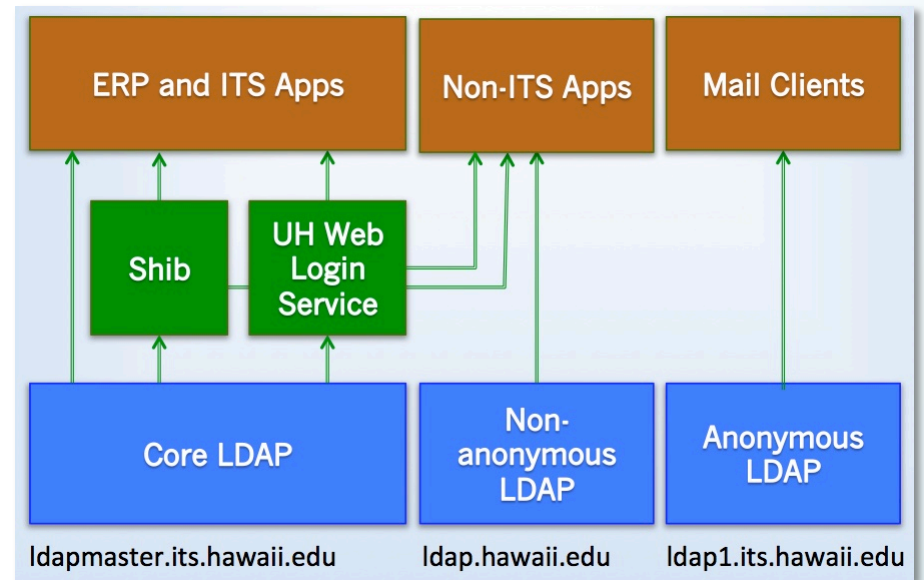 ERP and ITS Apps
Non-ITS Apps
Mail Clients
Shib
UH Web
Login
Service
Core LDAP
Non-
anonymous
LDAP
Anonymous
LDAP
ldapmaster.its.hawaii.edu
ldap.hawaii.edu
ldap1.its.hawaii.edu